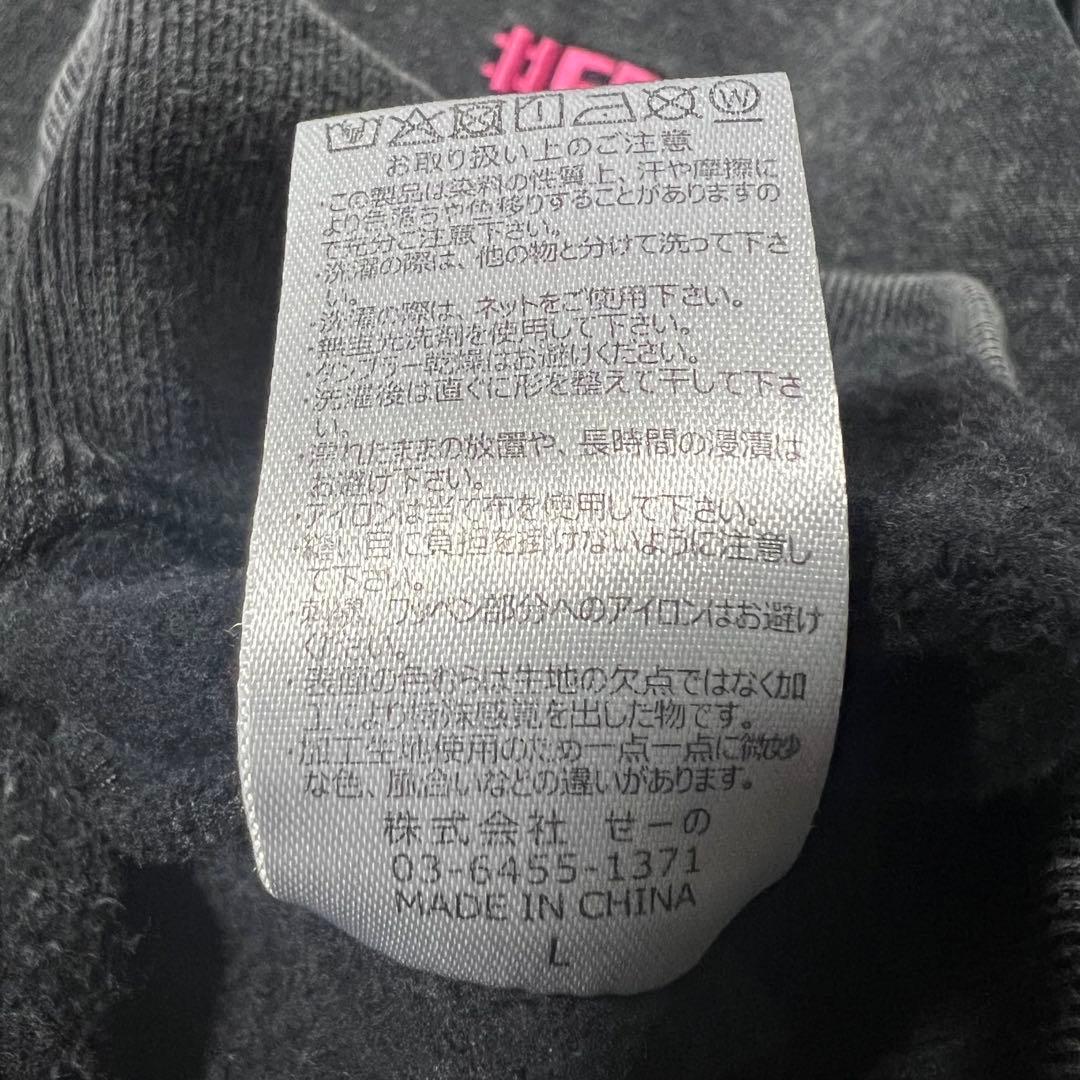 お取り扱い上のご注意
・この製品は染料の性質上、汗や摩擦に
より色落ちや色移りすることがありますの
で充分ご注意下さい。
・洗濯の際は、他の物と分けて洗って下さ
い。
・洗濯の際は、ネットをご使用下さい。
・無蛍光洗剤を使用して下さい。
・タンブラー乾燥はお避けください。
・洗濯後は直ぐに形を整えて干して下さ
い。
・濡れたままの放置や、長時間の浸漬は
お避け下さい。
・アイロンは当て布を使用して下さい。
・縫い目に負担を掛けないように注意し
て下さい。
・刺繍、ワッペン部分へのアイロンはお避け
ください。
・表面の色むらは生地の欠点ではなく加
工により特殊感覚を出した物です。
・加工生地使用のため一点一点に微妙
な色、風合いなどの違いがあります。
株式会社 せーの
03-6455-1371
MADE IN CHINA
L